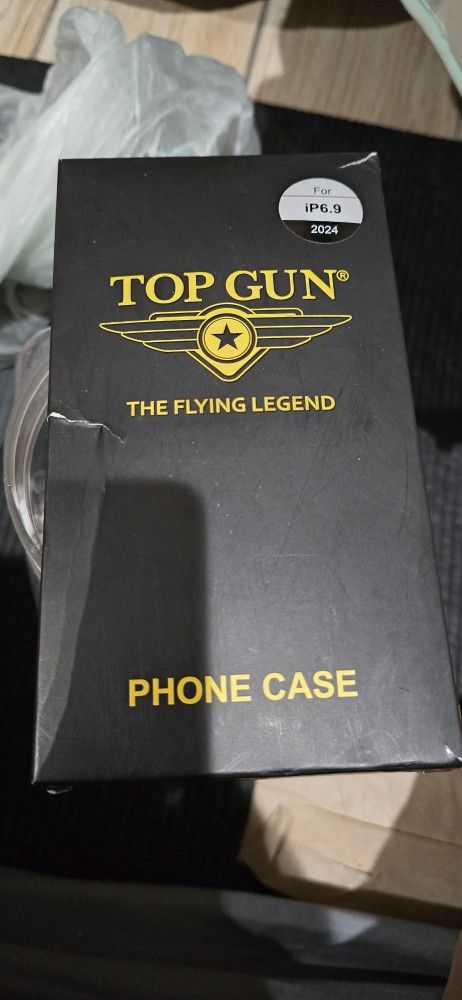 For
iP6.9
2024
TOP GUN®
THE FLYING LEGEND
PHONE CASE